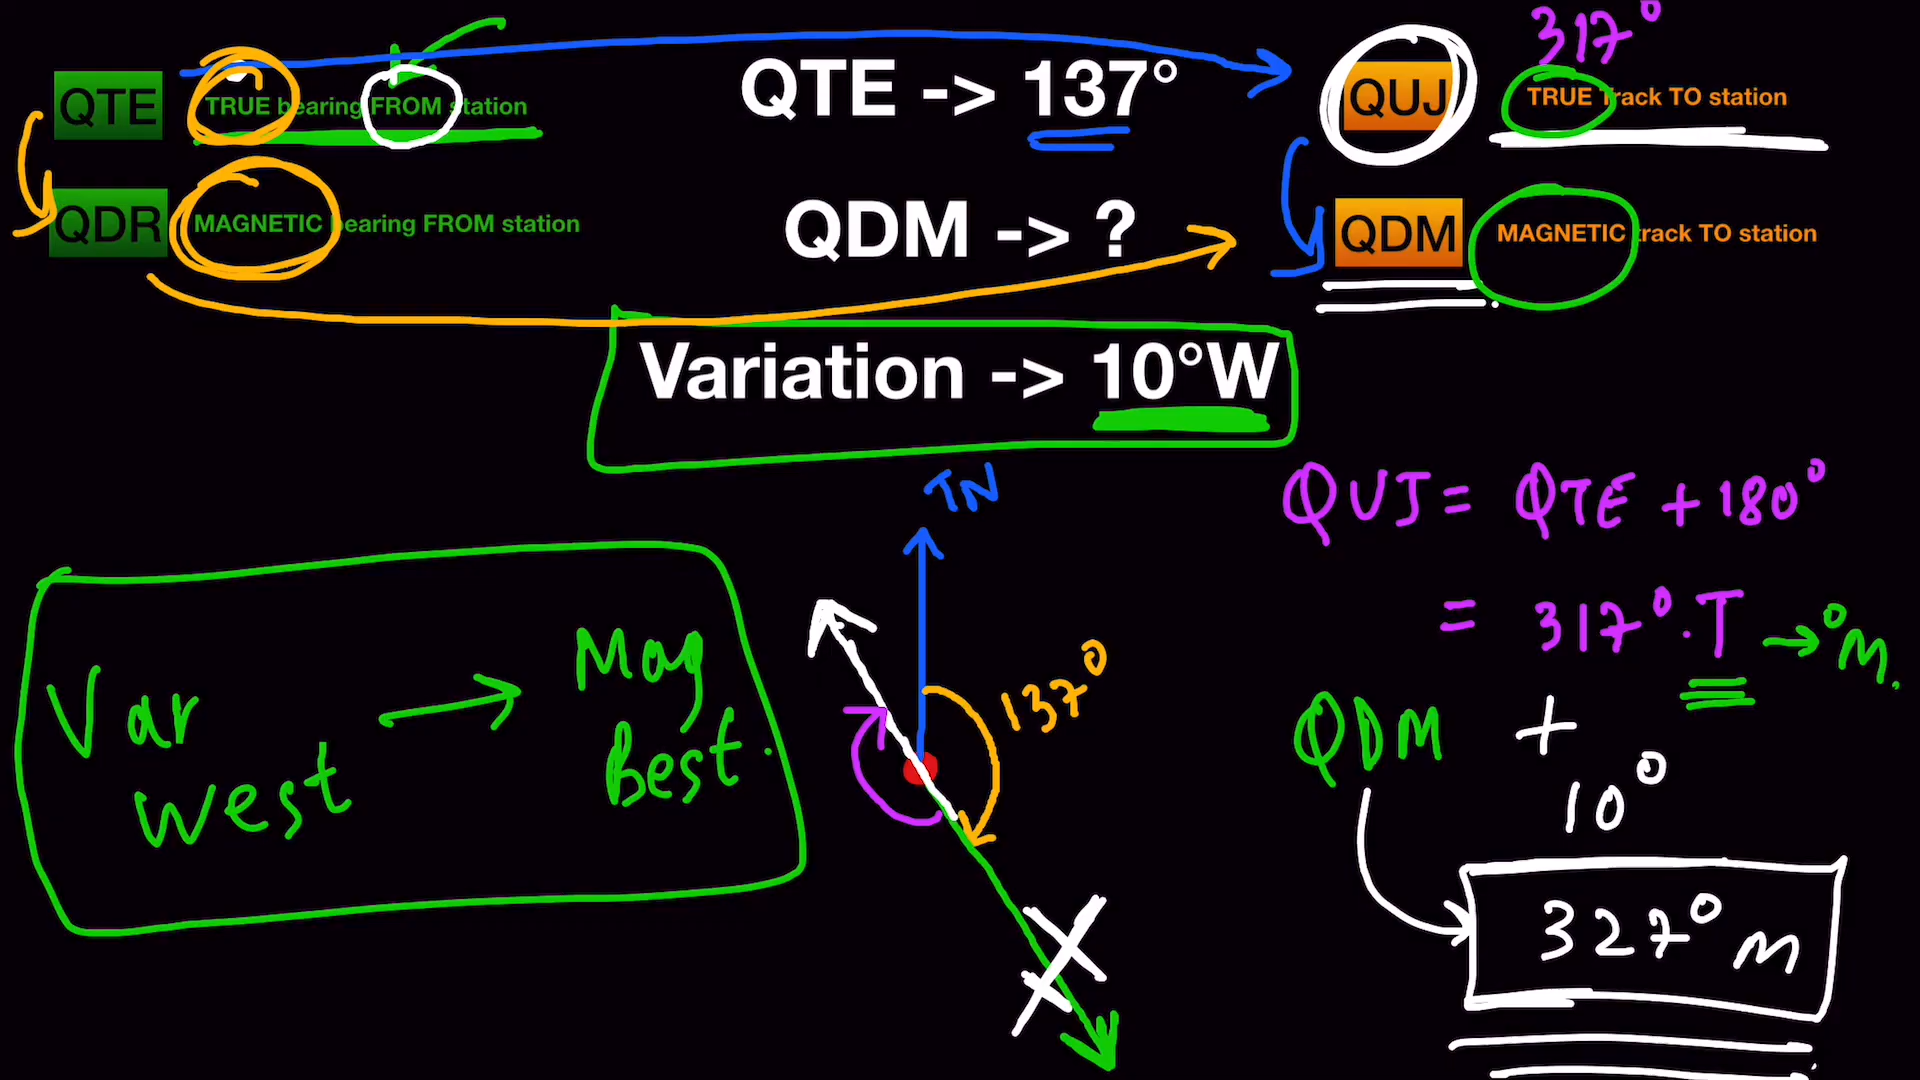 317°
QTE TRUE bearing FROM station
QTE -> 137°
QUJ TRUE Track TO station
QDR MAGNETIC bearing FROM station
QDM -> ?
QDM MAGNETIC track TO station
Variation -> 10°W
TN
QUJ = QTE + 180°
= 317°.T → °M.
Var West → Mag Best.
137°
QDM + 10°
327° M